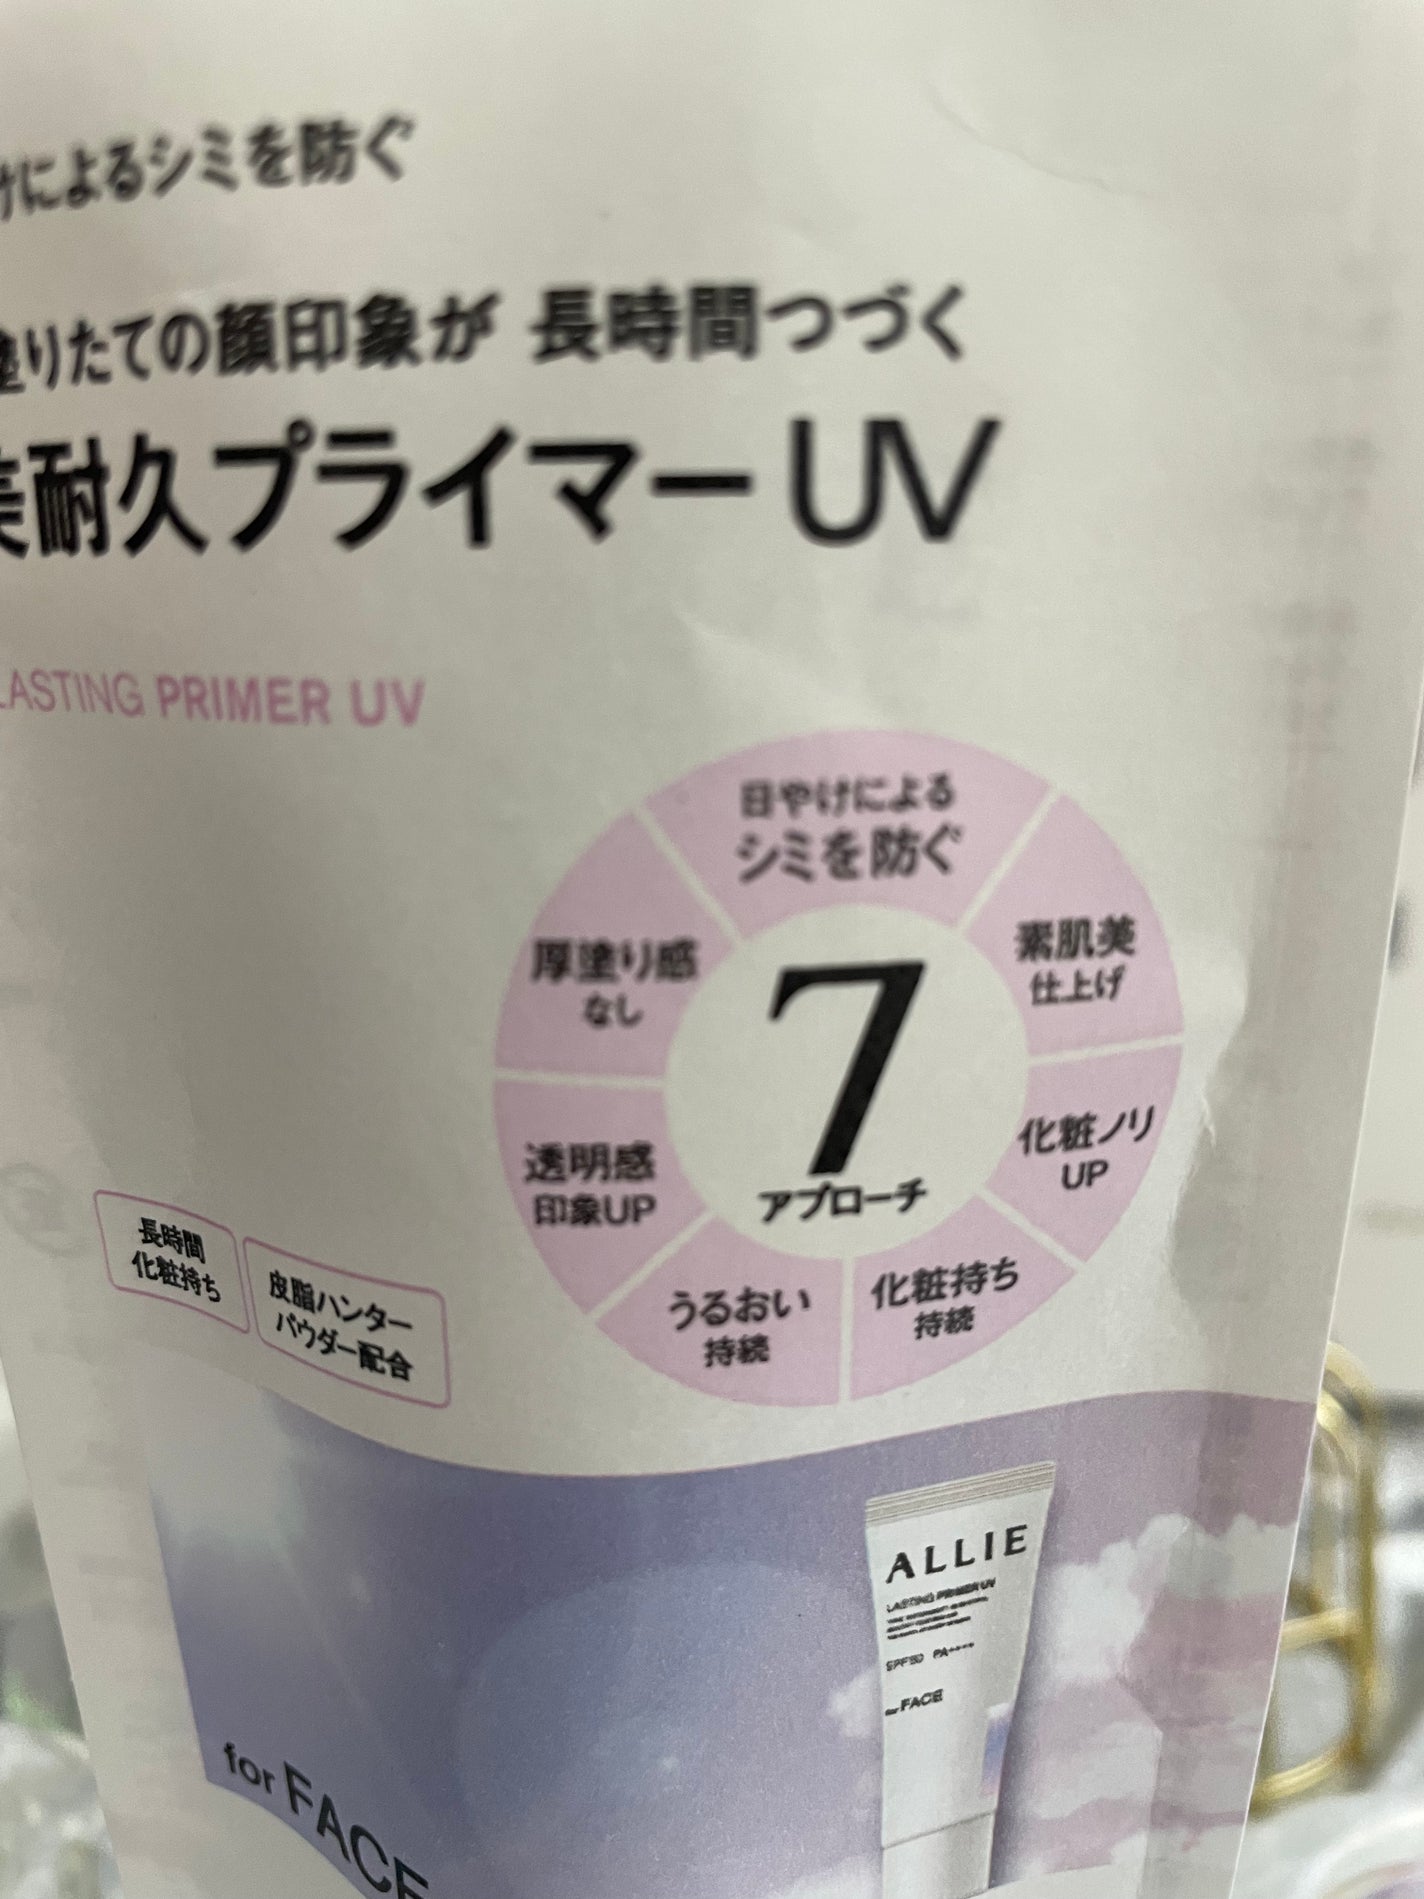 によるシミを防ぐ
塗りたての顔印象が 長時間つづく
美耐久プライマー UV
LASTING PRIMER UV
日やけによる
シミを防ぐ
素肌美
仕上げ
化粧ノリ
UP
化粧持ち
持続
うるおい
持続
透明感
印象UP
厚塗り感
なし
7
アプローチ
長時間
化粧持ち
皮脂ハンター
パウダー配合
ALLIE
LASTING PRIMER UV
SPF50 PA++++
for FACE
for FACE